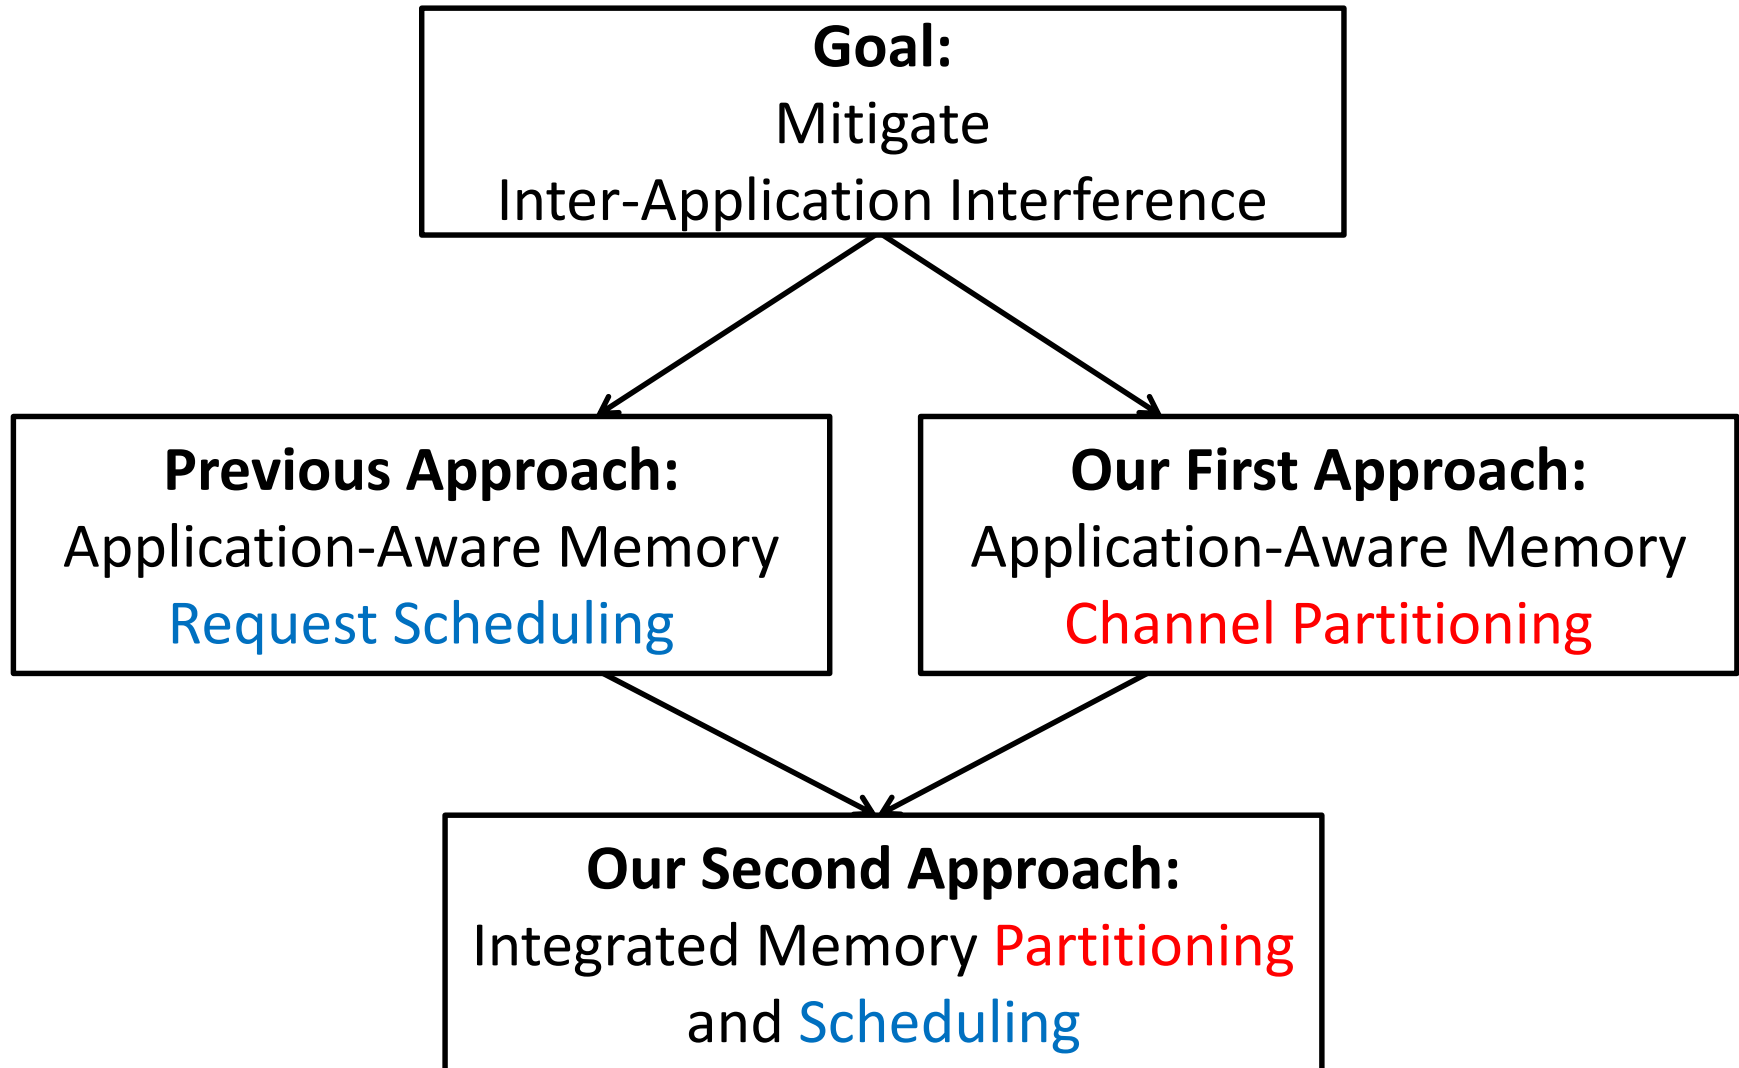 Goal:
Mitigate
Inter-Application Interference
Previous Approach:
Application-Aware Memory
Request Scheduling
Our First Approach:
Application-Aware Memory
Channel Partitioning
Our Second Approach:
Integrated Memory Partitioning
and Scheduling